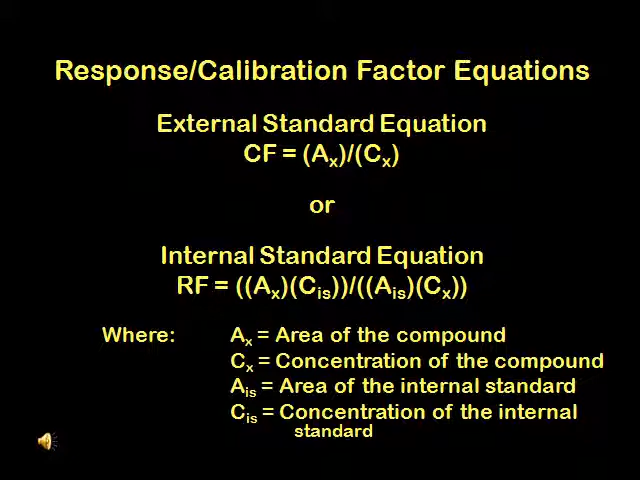 Response/Calibration Factor Equations
External Standard Equation
CF = (Aₓ)/(Cₓ)
or
Internal Standard Equation
RF = ((Aₓ)(Cᵢₛ))/((Aᵢₛ)(Cₓ))
Where: Aₓ = Area of the compound
Cₓ = Concentration of the compound
Aᵢₛ = Area of the internal standard
Cᵢₛ = Concentration of the internal
standard